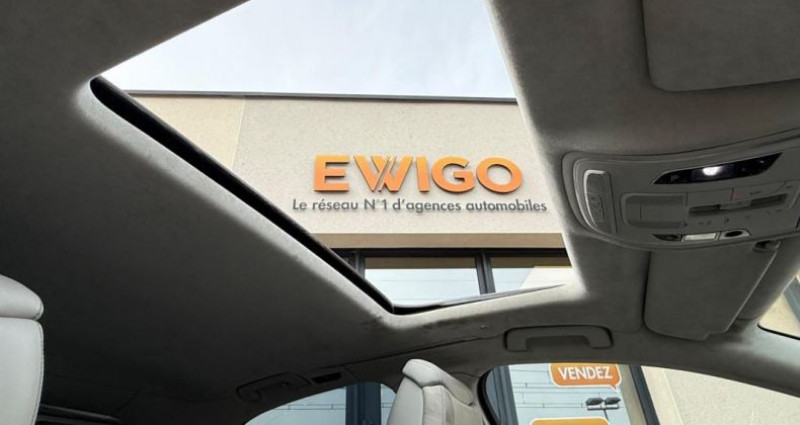 EWIGO
Le réseau N°1 d'agences automobiles
VENDEZ